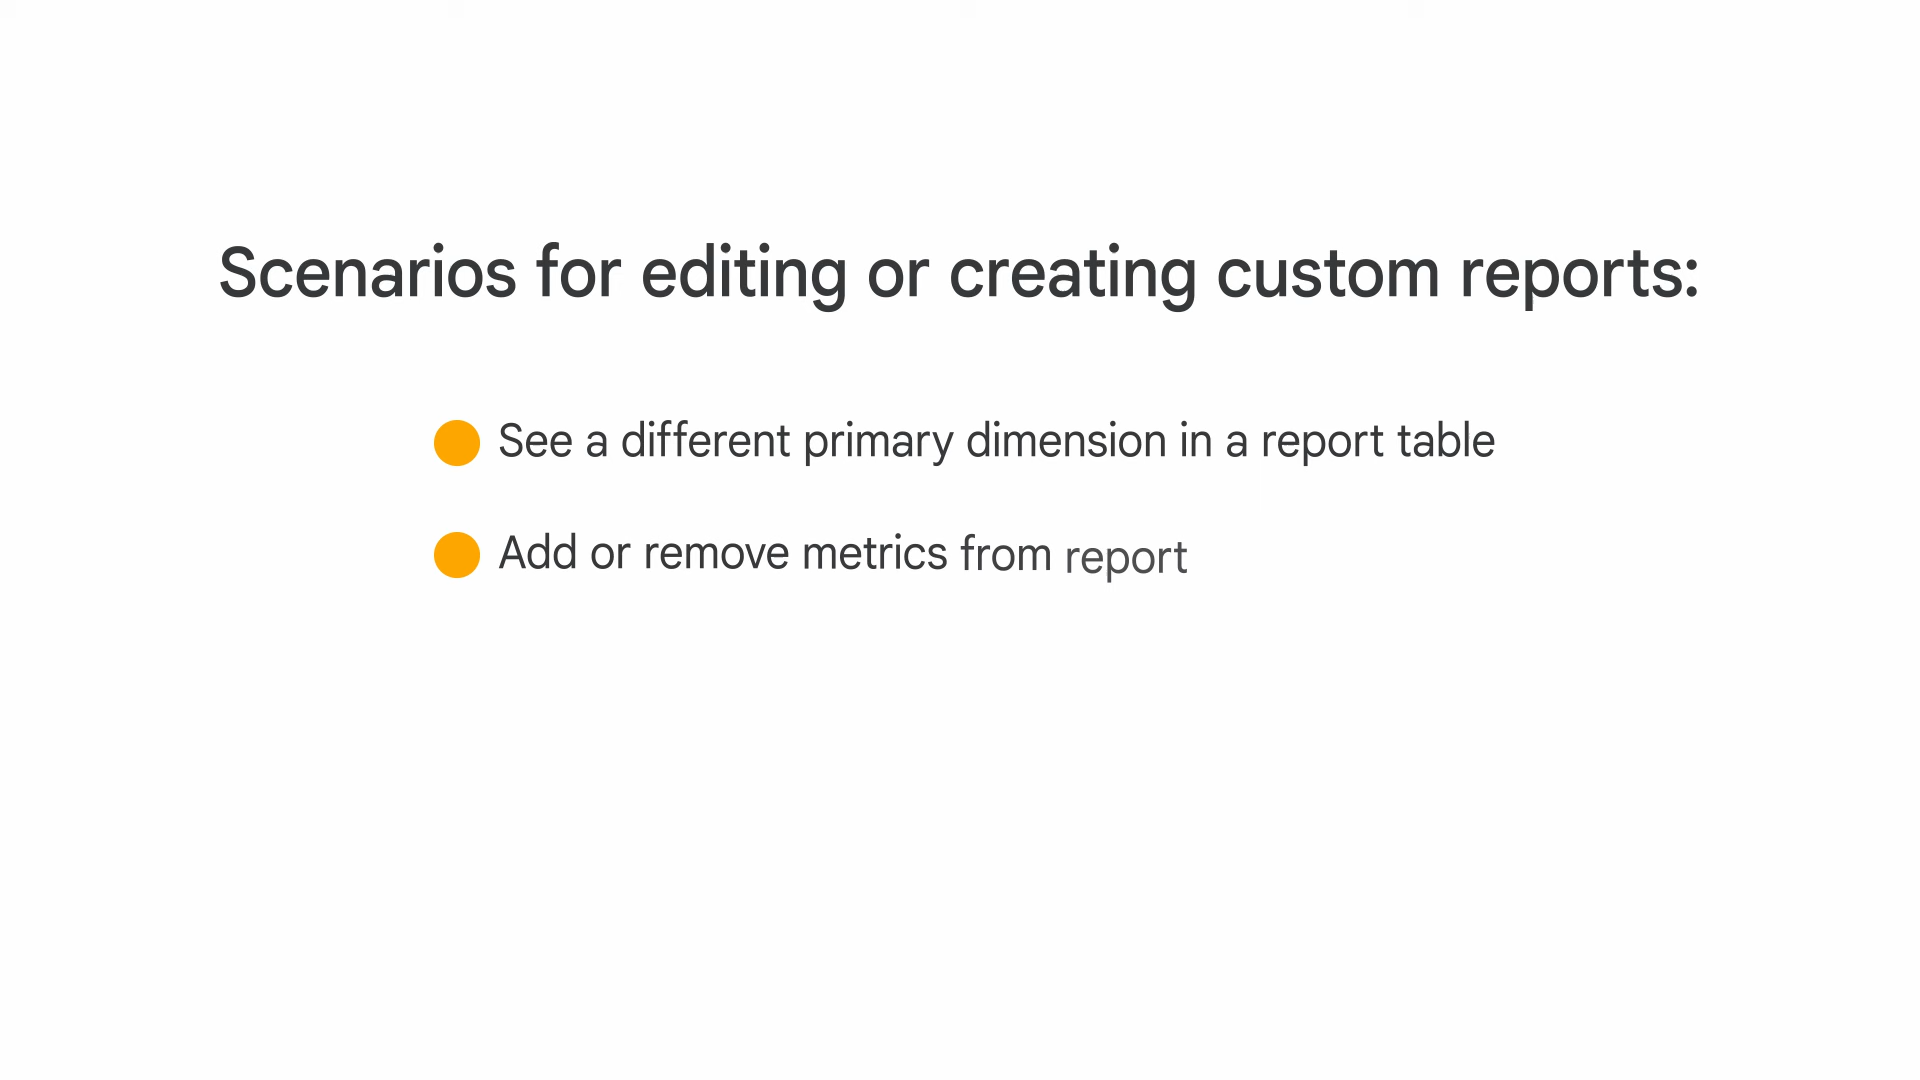 Scenarios for editing or creating custom reports:
See a different primary dimension in a report table
Add or remove metrics from report